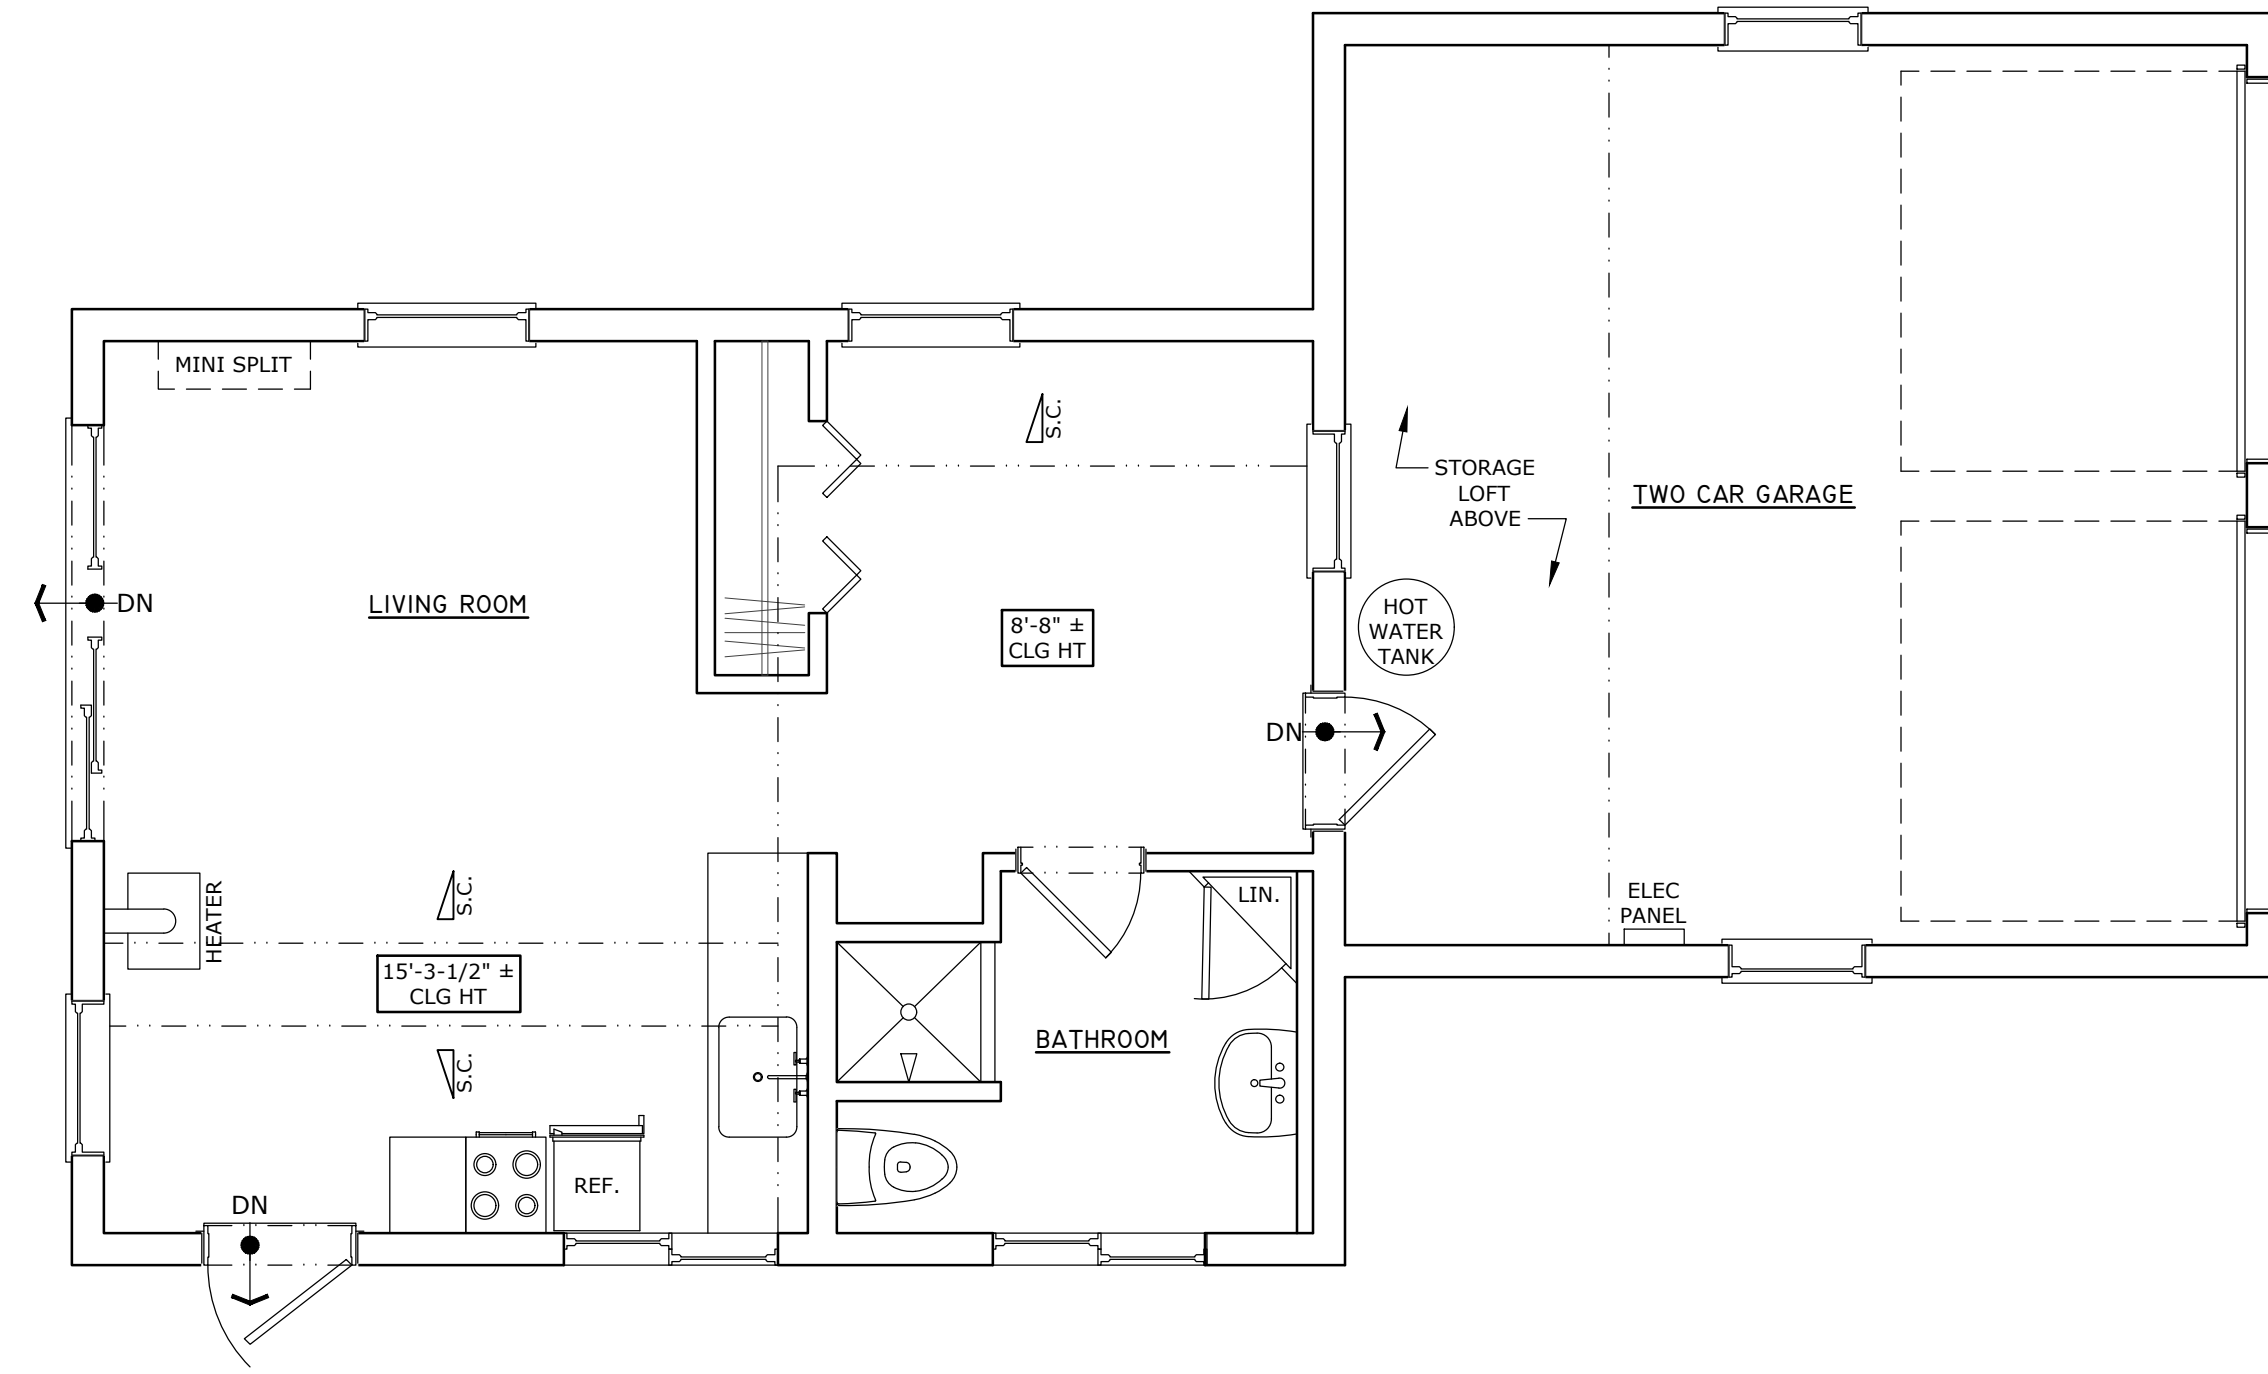 MINI SPLIT
S.C.
STORAGE
LOFT
ABOVE
TWO CAR GARAGE
DN
LIVING ROOM
8'-8" ±
CLG HT
HOT
WATER
TANK
DN
HEATER
S.C.
15'-3-1/2" ±
CLG HT
S.C.
LIN.
ELEC
PANEL
BATHROOM
REF.
DN